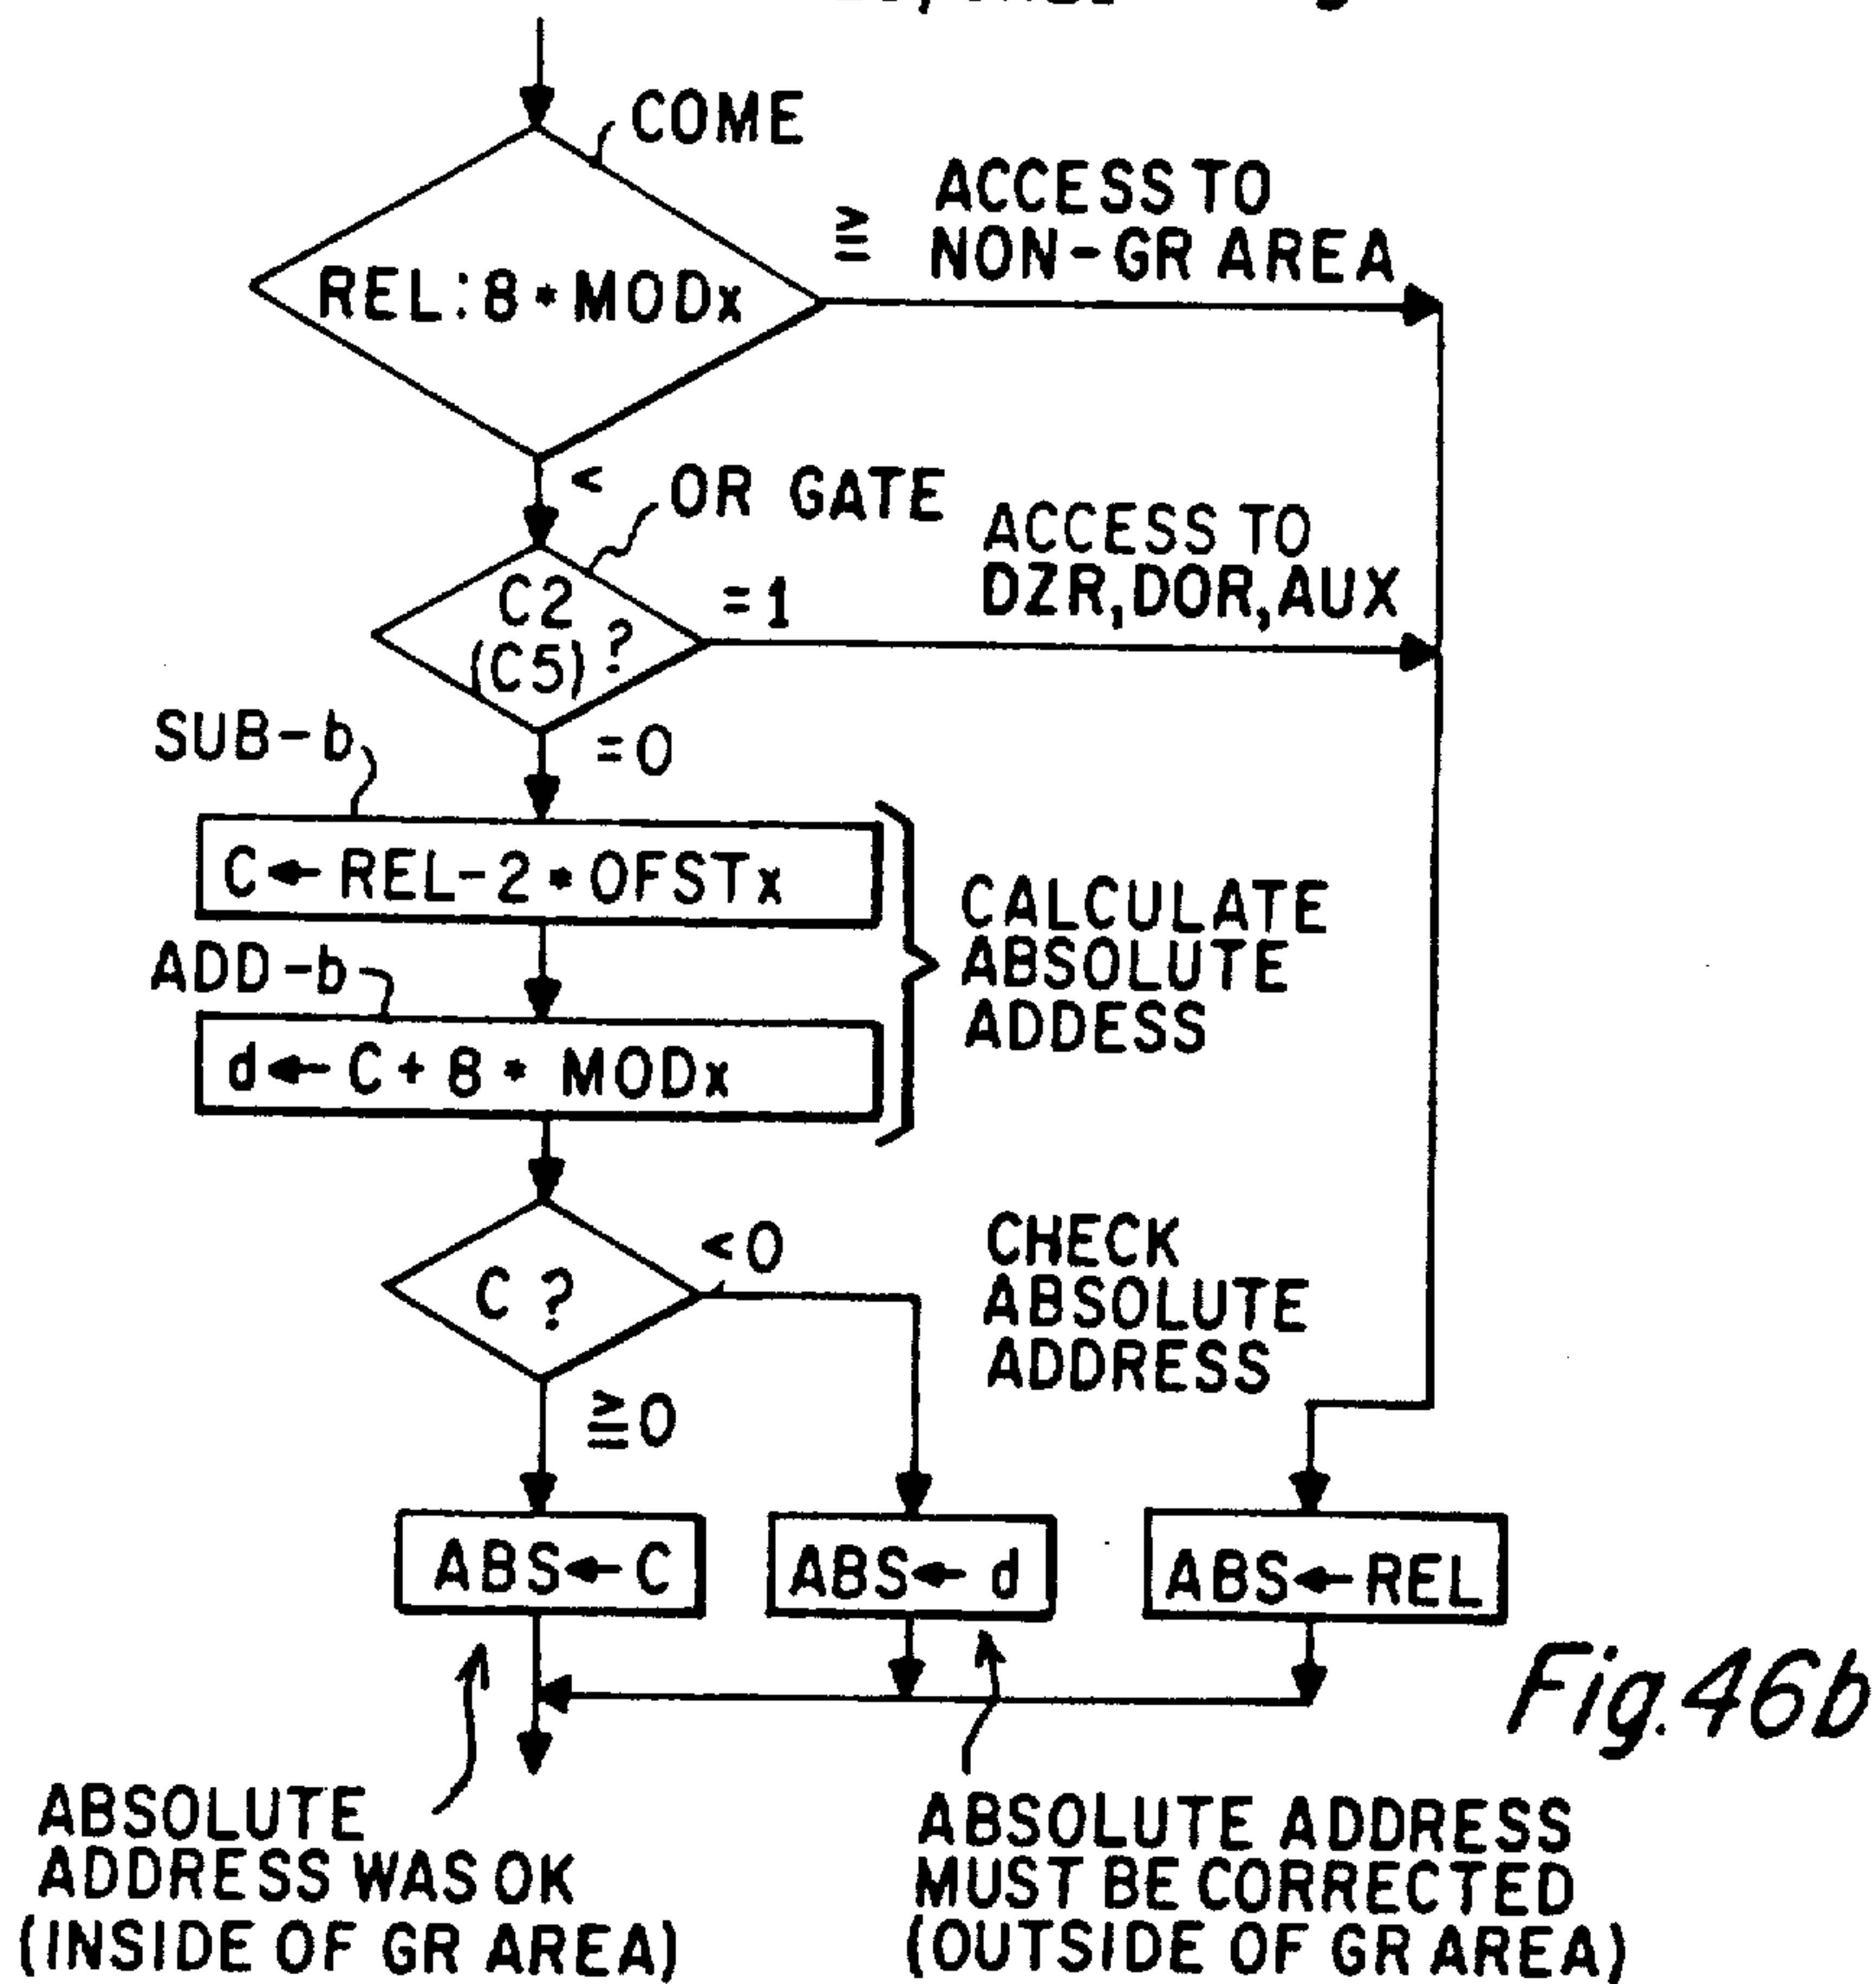 COME
ACCESS TO
≧ NON-GR AREA
REL:8*MODx
< OR GATE
ACCESS TO
DZR,DOR,AUX
C2
(C5)?
=1
SUB-b
=0
C←REL-2*OFSTx
CALCULATE
ABSOLUTE
ADDESS
ADD-b
d←C+8* MODx
<0
C?
CHECK
ABSOLUTE
ADDRESS
≧0
ABS←C
ABS←d
ABS←REL
Fig.46b
ABSOLUTE
ADDRESS WAS OK
(INSIDE OF GR AREA)
ABSOLUTE ADDRESS
MUST BE CORRECTED
(OUTSIDE OF GR AREA)